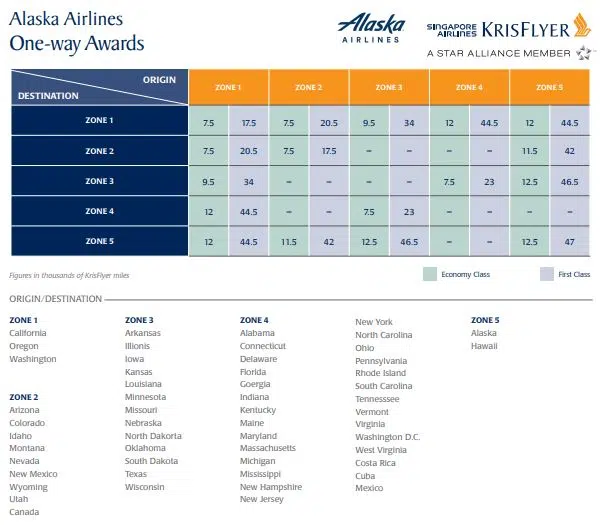 Alaska Airlines
One-way Awards
Alaska
AIRLINES
SINGAPORE AIRLINES KRISFLYER
A STAR ALLIANCE MEMBER
ORIGIN
DESTINATION
ZONE 1 ZONE 2 ZONE 3 ZONE 4 ZONE 5
ZONE 1 7.5 17.5 7.5 20.5 9.5 34 12 44.5 12 44.5
ZONE 2 7.5 20.5 7.5 17.5 – – – – 11.5 42
ZONE 3 9.5 34 – – – – 7.5 23 12.5 46.5
ZONE 4 12 44.5 – – 7.5 23 – – – –
ZONE 5 12 44.5 11.5 42 12.5 46.5 – – 12.5 47
Figures in thousands of KrisFlyer miles
Economy Class
First Class
ORIGIN/DESTINATION
ZONE 1
California
Oregon
Washington
ZONE 2
Arizona
Colorado
Idaho
Montana
Nevada
New Mexico
Wyoming
Utah
Canada
ZONE 3
Arkansas
Illionis
Iowa
Kansas
Louisiana
Minnesota
Missouri
Nebraska
North Dakorta
Oklahoma
South Dakota
Texas
Wisconsin
ZONE 4
Alabama
Connecticut
Delaware
Florida
Goergia
Indiana
Kentucky
Maine
Maryland
Massachusetts
Michigan
Mississippi
New Hampshire
New Jersey
New York
North Carolina
Ohio
Pennsylvania
Rhode Island
South Carolina
Tennesssee
Vermont
Virginia
Washington D.C.
West Virginia
Costa Rica
Cuba
Mexico
ZONE 5
Alaska
Hawaii